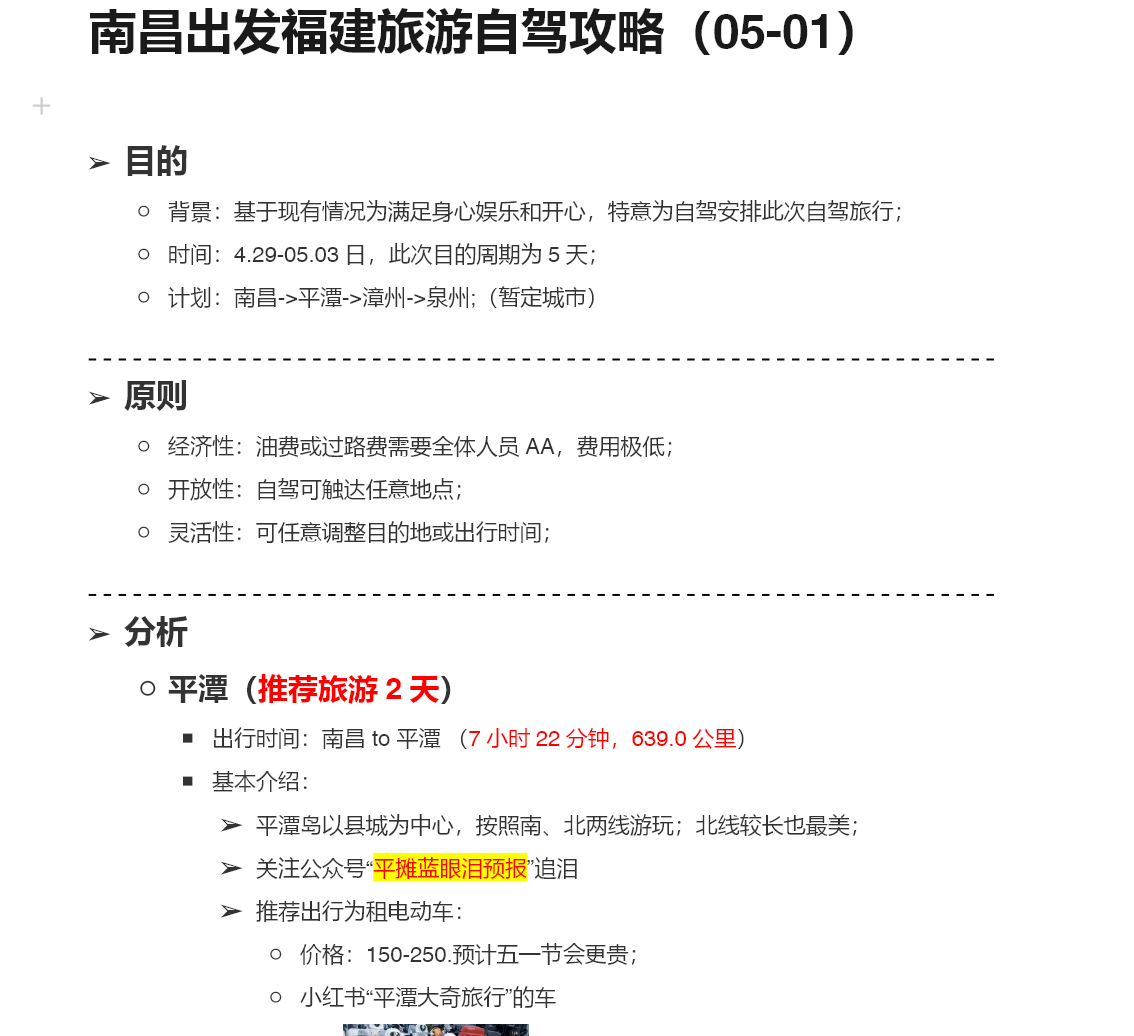 南昌出发福建旅游自驾攻略（05-01）
+
➢ 目的
○ 背景：基于现有情况为满足身心娱乐和开心，特意为自驾安排此次自驾旅行；
○ 时间：4.29-05.03 日，此次目的周期为 5 天；
○ 计划：南昌->平潭->漳州->泉州;（暂定城市）
➢ 原则
○ 经济性：油费或过路费需要全体人员 AA，费用极低；
○ 开放性：自驾可触达任意地点；
○ 灵活性：可任意调整目的地或出行时间；
➢ 分析
○ 平潭（推荐旅游 2 天）
■ 出行时间：南昌 to 平潭 （7 小时 22 分钟，639.0 公里）
■ 基本介绍：
➢ 平潭岛以县城为中心，按照南、北两线游玩；北线较长也最美；
➢ 关注公众号“平摊蓝眼泪预报”追泪
➢ 推荐出行为租电动车：
○ 价格：150-250.预计五一节会更贵；
○ 小红书“平潭大奇旅行”的车